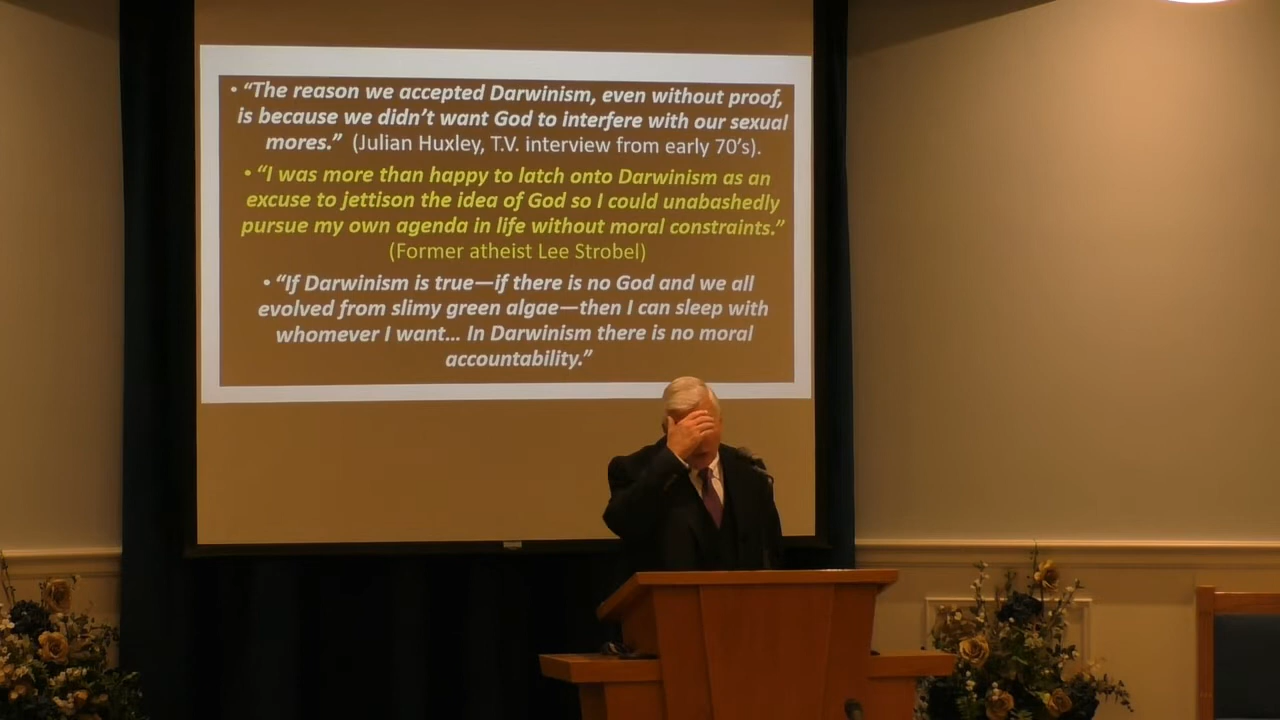 • “The reason we accepted Darwinism, even without proof,
is because we didn’t want God to interfere with our sexual
mores.” (Julian Huxley, T.V. interview from early 70’s).
• “I was more than happy to latch onto Darwinism as an
excuse to jettison the idea of God so I could unabashedly
pursue my own agenda in life without moral constraints.”
(Former atheist Lee Strobel)
• “If Darwinism is true—if there is no God and we all
evolved from slimy green algae—then I can sleep with
whomever I want... In Darwinism there is no moral
accountability.”